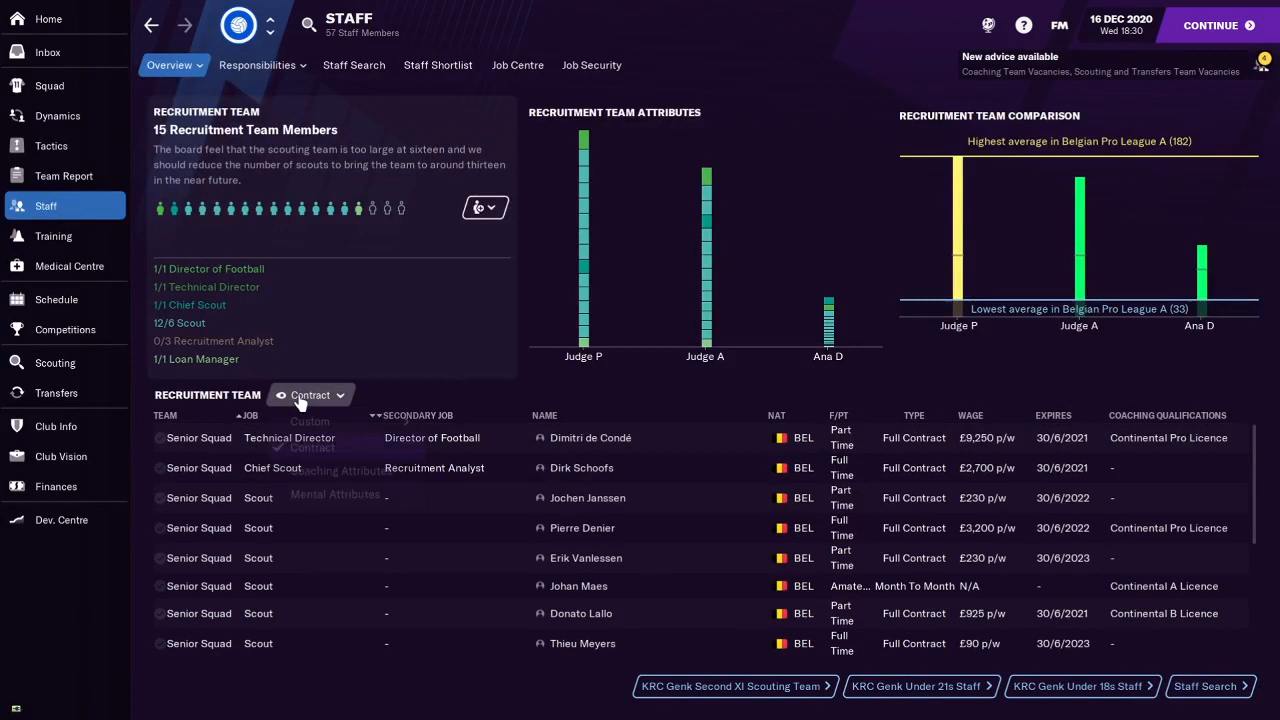 Home
STAFF
57 Staff Members
FM
16 DEC 2020
Wed 18:30
CONTINUE
Inbox
Squad
Dynamics
Tactics
Team Report
Staff
Training
Medical Centre
Schedule
Competitions
Scouting
Transfers
Club Info
Club Vision
Finances
Dev. Centre
Overview
Responsibilities
Staff Search
Staff Shortlist
Job Centre
Job Security
New advice available
Coaching Team Vacancies, Scouting and Transfers Team Vacancies
4
RECRUITMENT TEAM
15 Recruitment Team Members
The board feel that the scouting team is too large at sixteen and we
should reduce the number of scouts to bring the team to around thirteen
in the near future.
1/1 Director of Football
1/1 Technical Director
1/1 Chief Scout
12/6 Scout
0/3 Recruitment Analyst
1/1 Loan Manager
RECRUITMENT TEAM ATTRIBUTES
Judge P Judge A Ana D
RECRUITMENT TEAM COMPARISON
Highest average in Belgian Pro League A (182)
Lowest average in Belgian Pro League A (33)
Judge P Judge A Ana D
RECRUITMENT TEAM Contract
Custom
Contract
Coaching Attributes
Mental Attributes
TEAM JOB SECONDARY JOB NAME NAT F/PT TYPE WAGE EXPIRES COACHING QUALIFICATIONS
Senior Squad Technical Director Director of Football Dimitri de Condé BEL Part Time Full Contract £9,250 p/w 30/6/2021 Continental Pro Licence
Senior Squad Chief Scout Recruitment Analyst Dirk Schoofs BEL Full Time Full Contract £2,700 p/w 30/6/2021 -
Senior Squad Scout - Jochen Janssen BEL Part Time Full Contract £230 p/w 30/6/2022 -
Senior Squad Scout - Pierre Denier BEL Full Time Full Contract £3,200 p/w 30/6/2022 Continental Pro Licence
Senior Squad Scout - Erik Vanlessen BEL Part Time Full Contract £230 p/w 30/6/2023 -
Senior Squad Scout - Johan Maes BEL Amate... Month To Month N/A - Continental A Licence
Senior Squad Scout - Donato Lallo BEL Part Time Full Contract £925 p/w 30/6/2021 Continental B Licence
Senior Squad Scout - Thieu Meyers BEL Full Time Full Contract £90 p/w 30/6/2023 -
KRC Genk Second XI Scouting Team
KRC Genk Under 21s Staff
KRC Genk Under 18s Staff
Staff Search